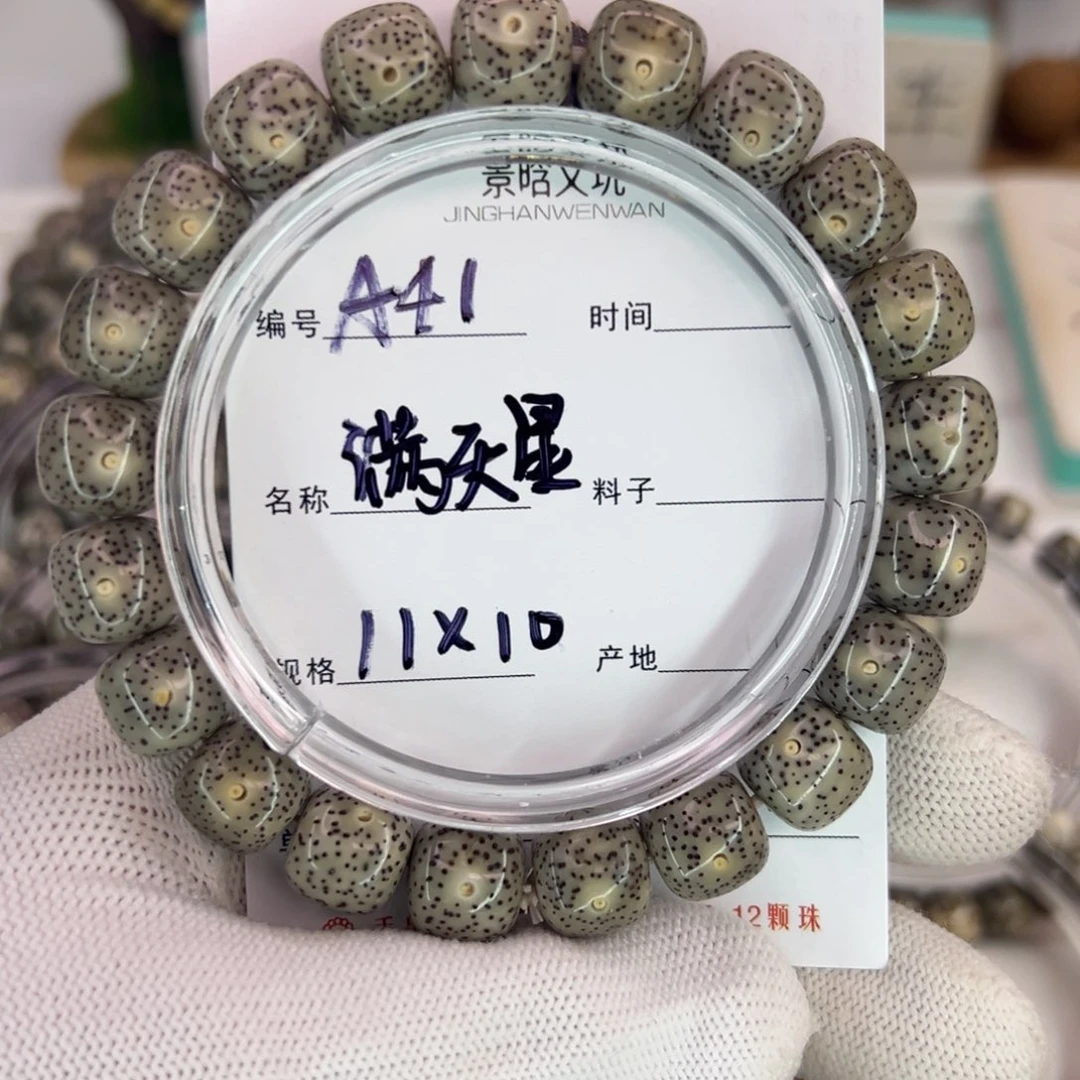 景晗文玩
JINGHANWENWAN
编号 A41 时间
名称 满天星 料子
规格 11X10 产地
12颗珠